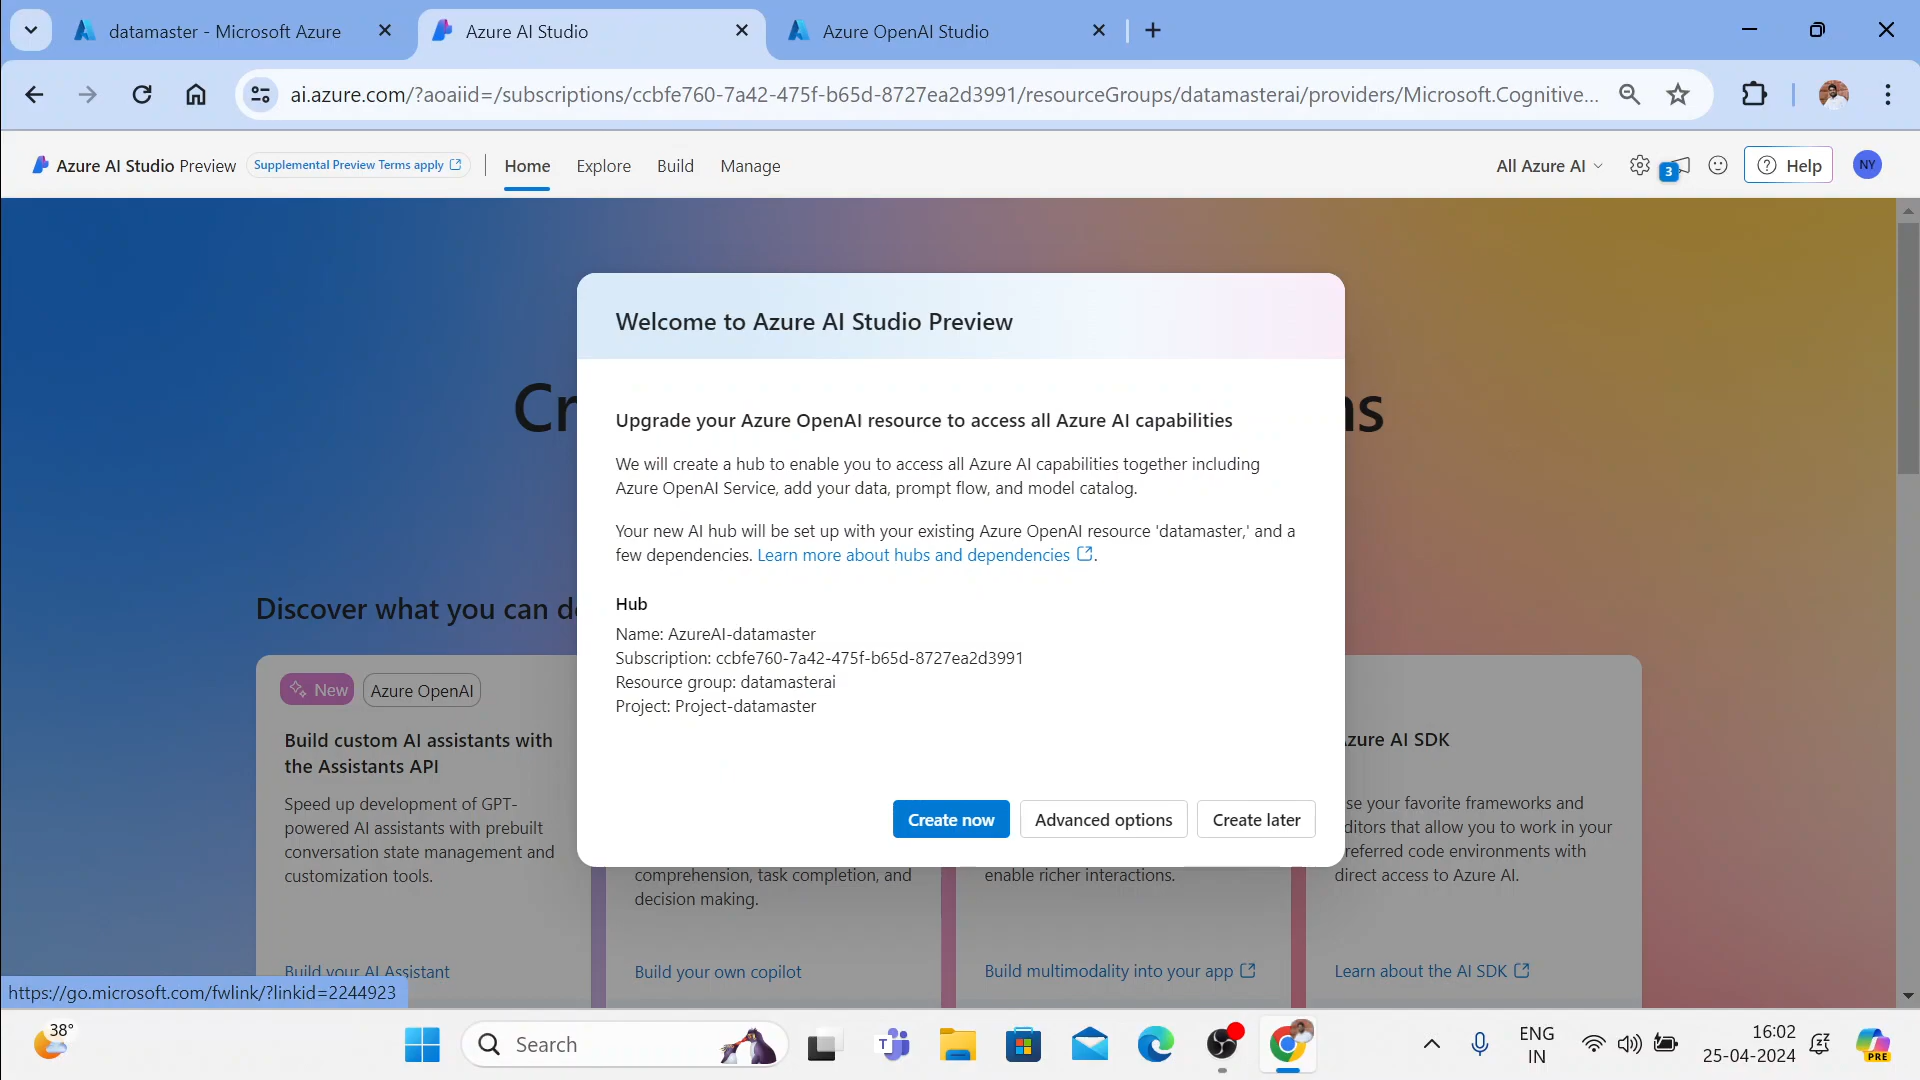 datamaster - Microsoft Azure
Azure AI Studio
Azure OpenAI Studio
ai.azure.com/?aoaiid=/subscriptions/ccbfe760-7a42-475f-b65d-8727ea2d3991/resourceGroups/datamasterai/providers/Microsoft.Cognitive...
Azure AI Studio Preview
Supplemental Preview Terms apply
Home
Explore
Build
Manage
All Azure AI
3
Help
NY
Welcome to Azure AI Studio Preview
Upgrade your Azure OpenAI resource to access all Azure AI capabilities
We will create a hub to enable you to access all Azure AI capabilities together including
Azure OpenAI Service, add your data, prompt flow, and model catalog.
Your new AI hub will be set up with your existing Azure OpenAI resource 'datamaster,' and a
few dependencies. Learn more about hubs and dependencies.
Hub
Name: AzureAI-datamaster
Subscription: ccbfe760-7a42-475f-b65d-8727ea2d3991
Resource group: datamasterai
Project: Project-datamaster
Create now
Advanced options
Create later
Discover what you can
New
Azure OpenAI
Build custom AI assistants with
the Assistants API
Speed up development of GPT-
powered AI assistants with prebuilt
conversation state management and
customization tools.
Build your AI Assistant
comprehension, task completion, and
decision making.
Build your own copilot
enable richer interactions.
Build multimodality into your app
Azure AI SDK
your favorite frameworks and
that allow you to work in your
code environments with
direct access to Azure AI.
Learn about the AI SDK
https://go.microsoft.com/fwlink/?linkid=2244923
38°
Search
T
ENG
IN
16:02
25-04-2024
PRE